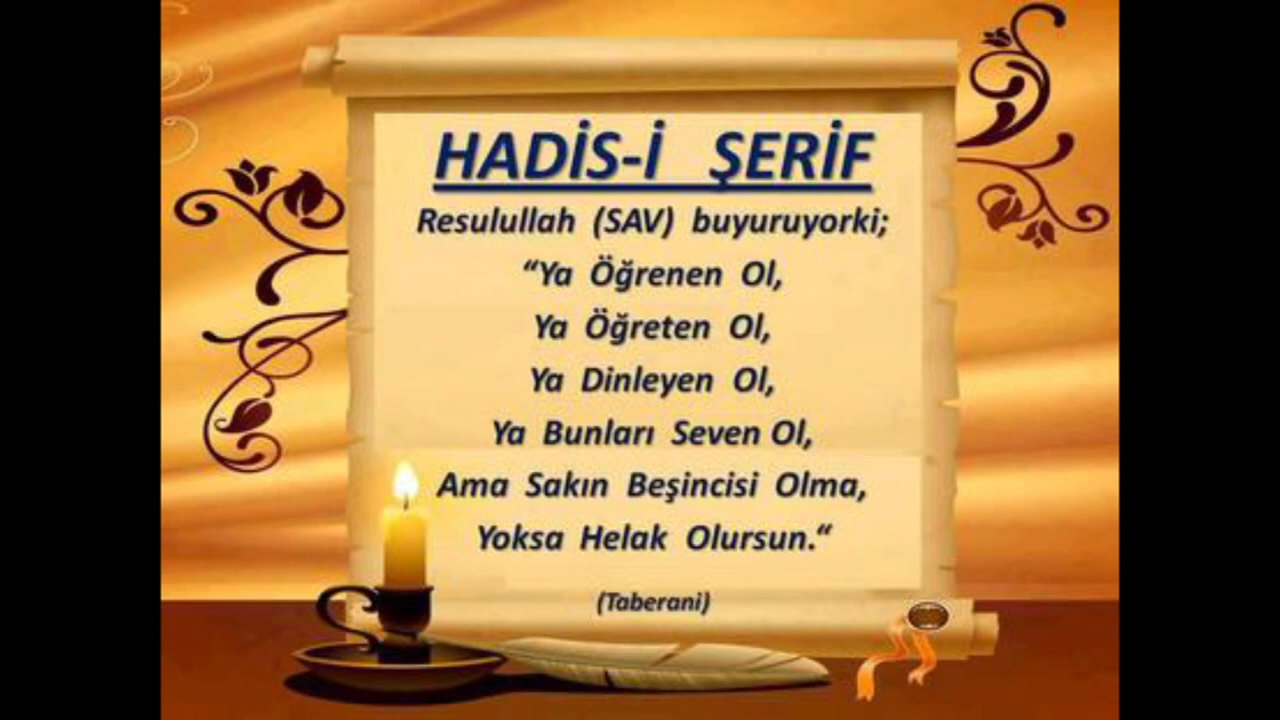 HADİS-İ ŞERİF
Resulullah (SAV) buyuruyorki;
“Ya Öğrenen Ol,
Ya Öğreten Ol,
Ya Dinleyen Ol,
Ya Bunları Seven Ol,
Ama Sakın Beşincisi Olma,
Yoksa Helak Olursun.“
(Taberani)